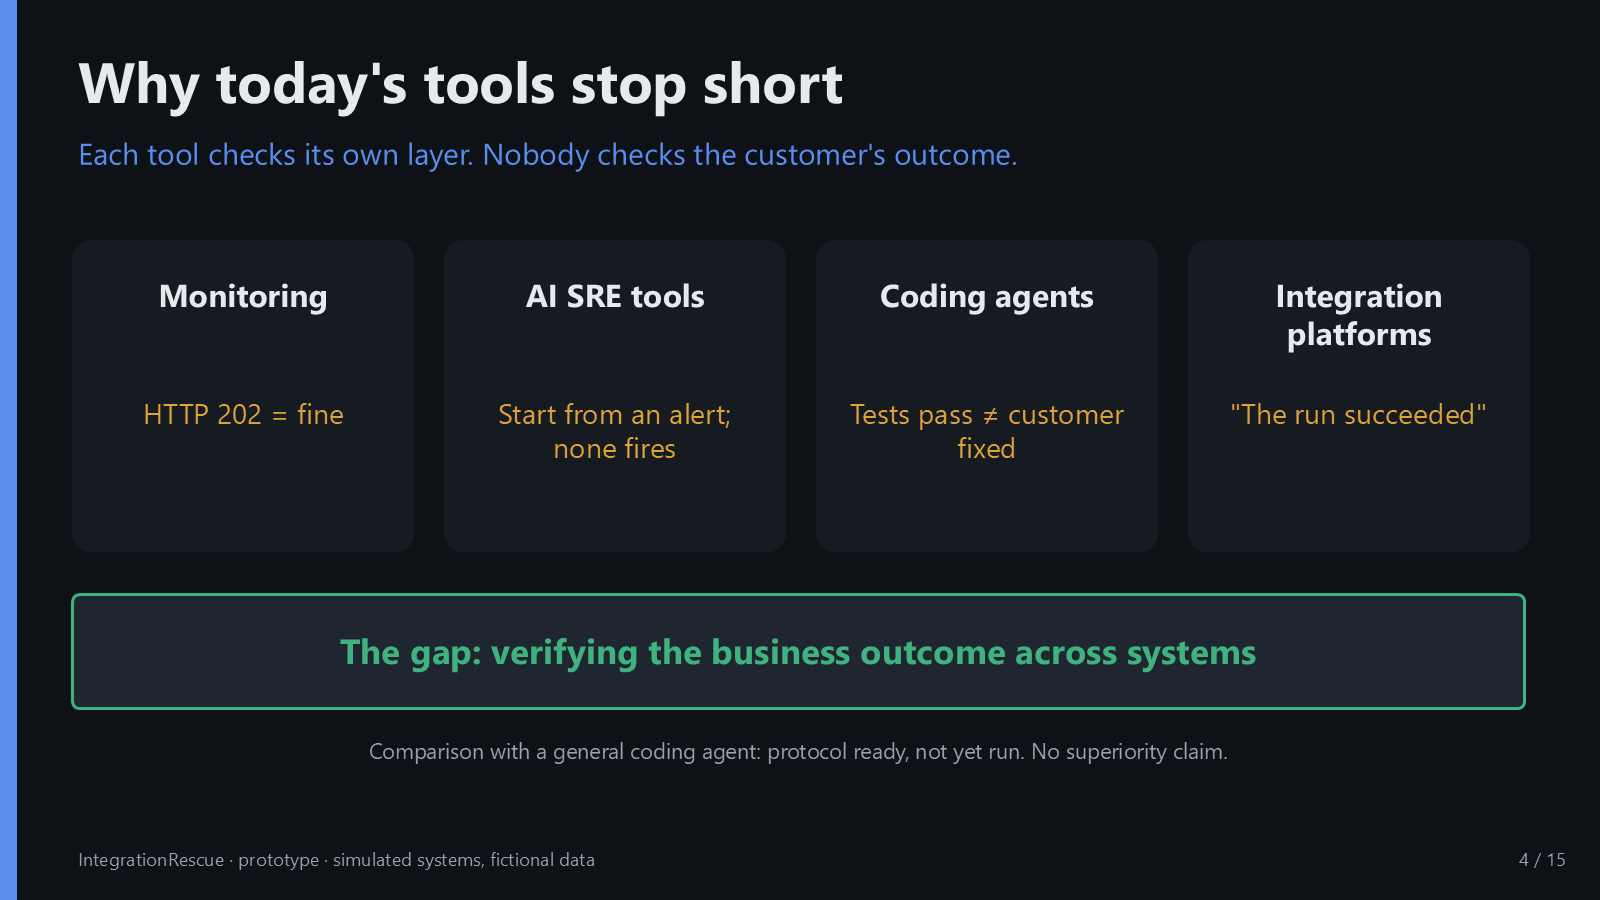 Why today's tools stop short
Each tool checks its own layer. Nobody checks the customer's outcome.
Monitoring
HTTP 202 = fine
AI SRE tools
Start from an alert;
none fires
Coding agents
Tests pass ≠ customer
fixed
Integration
platforms
"The run succeeded"
The gap: verifying the business outcome across systems
Comparison with a general coding agent: protocol ready, not yet run. No superiority claim.
IntegrationRescue · prototype · simulated systems, fictional data
4 / 15